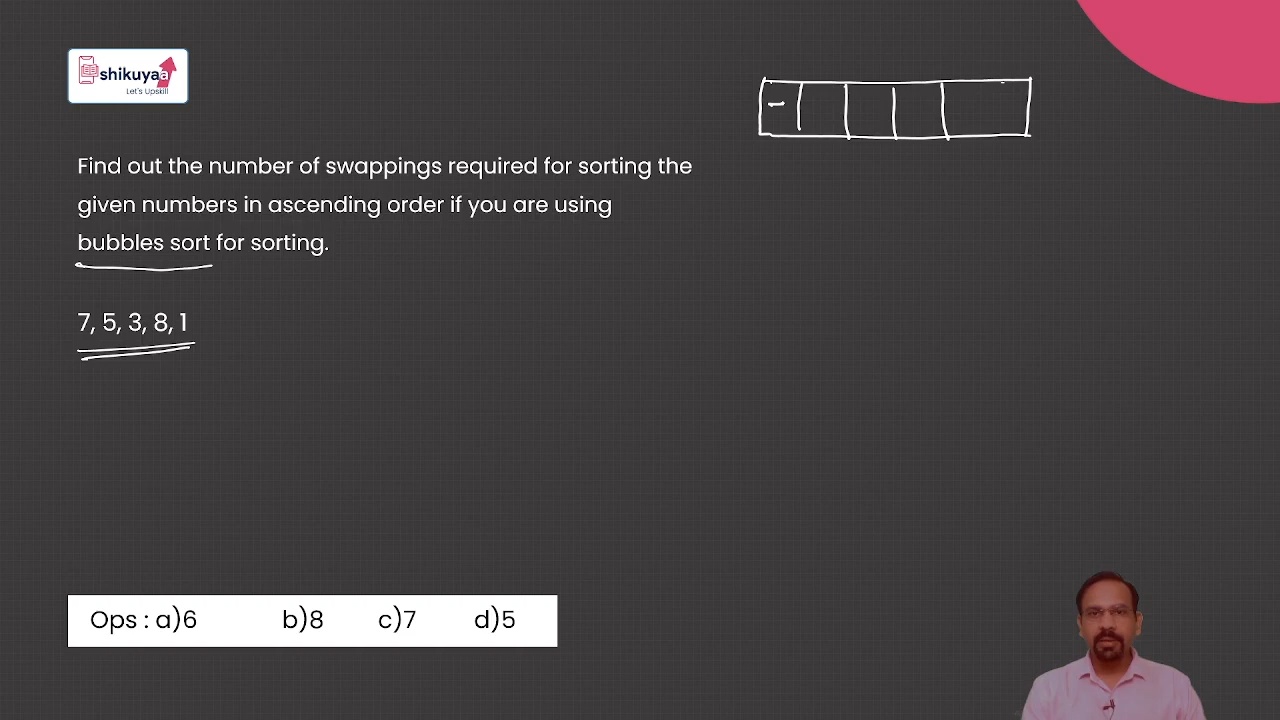 shikuyaa
Let's Upskill
Find out the number of swappings required for sorting the
given numbers in ascending order if you are using
bubbles sort for sorting.
7, 5, 3, 8, 1
Ops : a)6 b)8 c)7 d)5